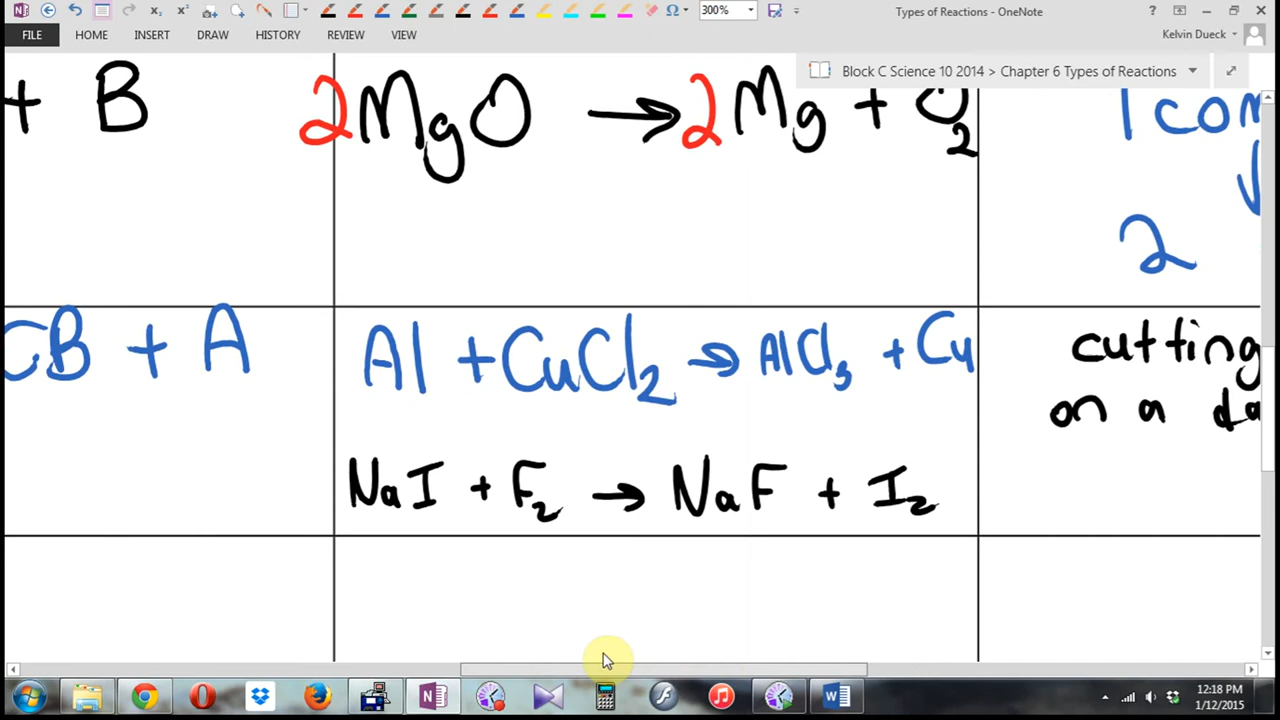 300%
Types of Reactions - OneNote
FILE HOME INSERT DRAW HISTORY REVIEW VIEW
Kelvin Dueck
Block C Science 10 2014 > Chapter 6 Types of Reactions
+ B
2MgO → 2Mg + O2
1 com
↓
2
CB + A
Al + CuCl2 → AlCl3 + Cu
cutting
on a da
NaI + F2 → NaF + I2
12:18 PM
1/12/2015